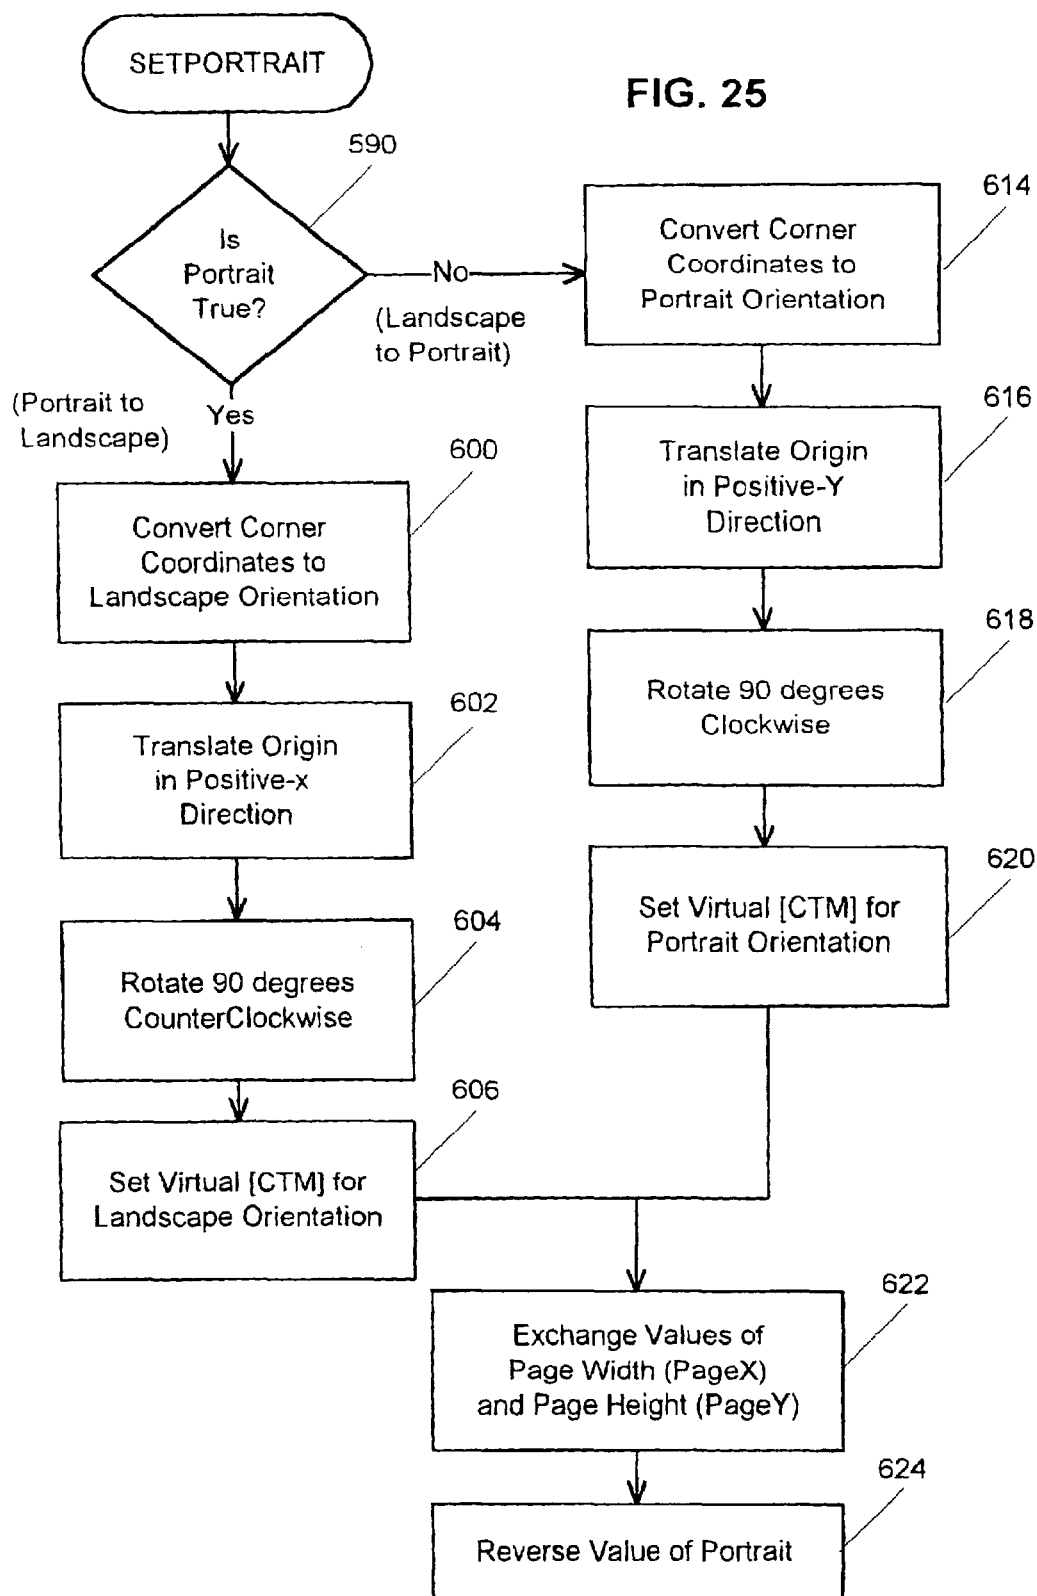 SETPORTRAIT
FIG. 25
590
Is
Portrait
True?
No
(Landscape
to Portrait)
(Portrait to
Landscape)
Yes
600
Convert Corner
Coordinates to
Landscape Orientation
602
Translate Origin
in Positive-x
Direction
604
Rotate 90 degrees
CounterClockwise
606
Set Virtual [CTM] for
Landscape Orientation
614
Convert Corner
Coordinates to
Portrait Orientation
616
Translate Origin
in Positive-Y
Direction
618
Rotate 90 degrees
Clockwise
620
Set Virtual [CTM] for
Portrait Orientation
622
Exchange Values of
Page Width (PageX)
and Page Height (PageY)
624
Reverse Value of Portrait